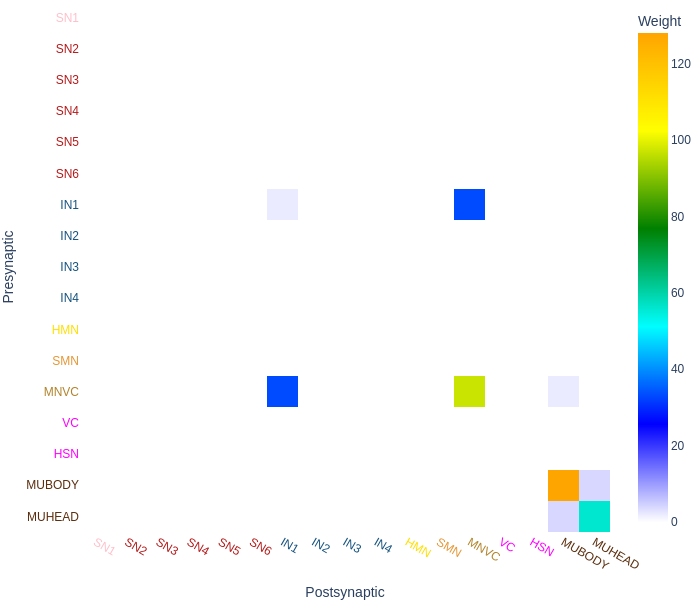 Weight
SN1
SN2
SN3
SN4
SN5
SN6
IN1
IN2
IN3
IN4
HMN
SMN
MNVC
VC
HSN
MUBODY
MUHEAD
Presynaptic
120
100
80
60
40
20
0
SN1 SN2 SN3 SN4 SN5 SN6 IN1 IN2 IN3 IN4 HMN SMN MNVC VC HSN MUBODY MUHEAD
Postsynaptic